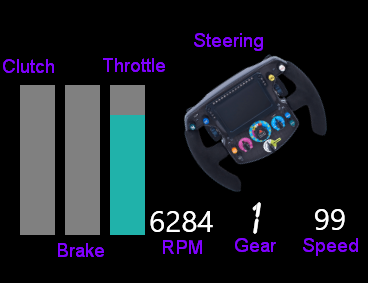 Steering
Clutch
Throttle
6284
1
99
Brake
RPM
Gear
Speed